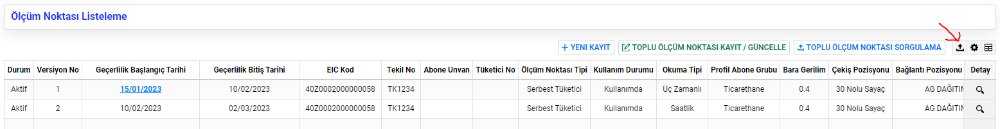 Ölçüm Noktası Listeleme
YENİ KAYIT TOPLU ÖLÇÜM NOKTASI KAYIT / GÜNCELLE TOPLU ÖLÇÜM NOKTASI SORGULAMA
Durum Versiyon No Geçerlilik Başlangıç Tarihi Geçerlilik Bitiş Tarihi EIC Kod Tekil No Abone Unvan Tüketici No Ölçüm Noktası Tipi Kullanım Durumu Okuma Tipi Profil Abone Grubu Bara Gerilim Çekiş Pozisyonu Bağlantı Pozisyonu Detay
Aktif 1 15/01/2023 10/02/2023 40Z0002000000058 TK1234 Serbest Tüketici Kullanımda Üç Zamanlı Ticarethane 0.4 30 Nolu Sayaç AG DAĞITIM
Aktif 2 10/02/2023 02/03/2023 40Z0002000000058 TK1234 Serbest Tüketici Kullanımda Saatlik Ticarethane 0.4 30 Nolu Sayaç AG DAĞITIM